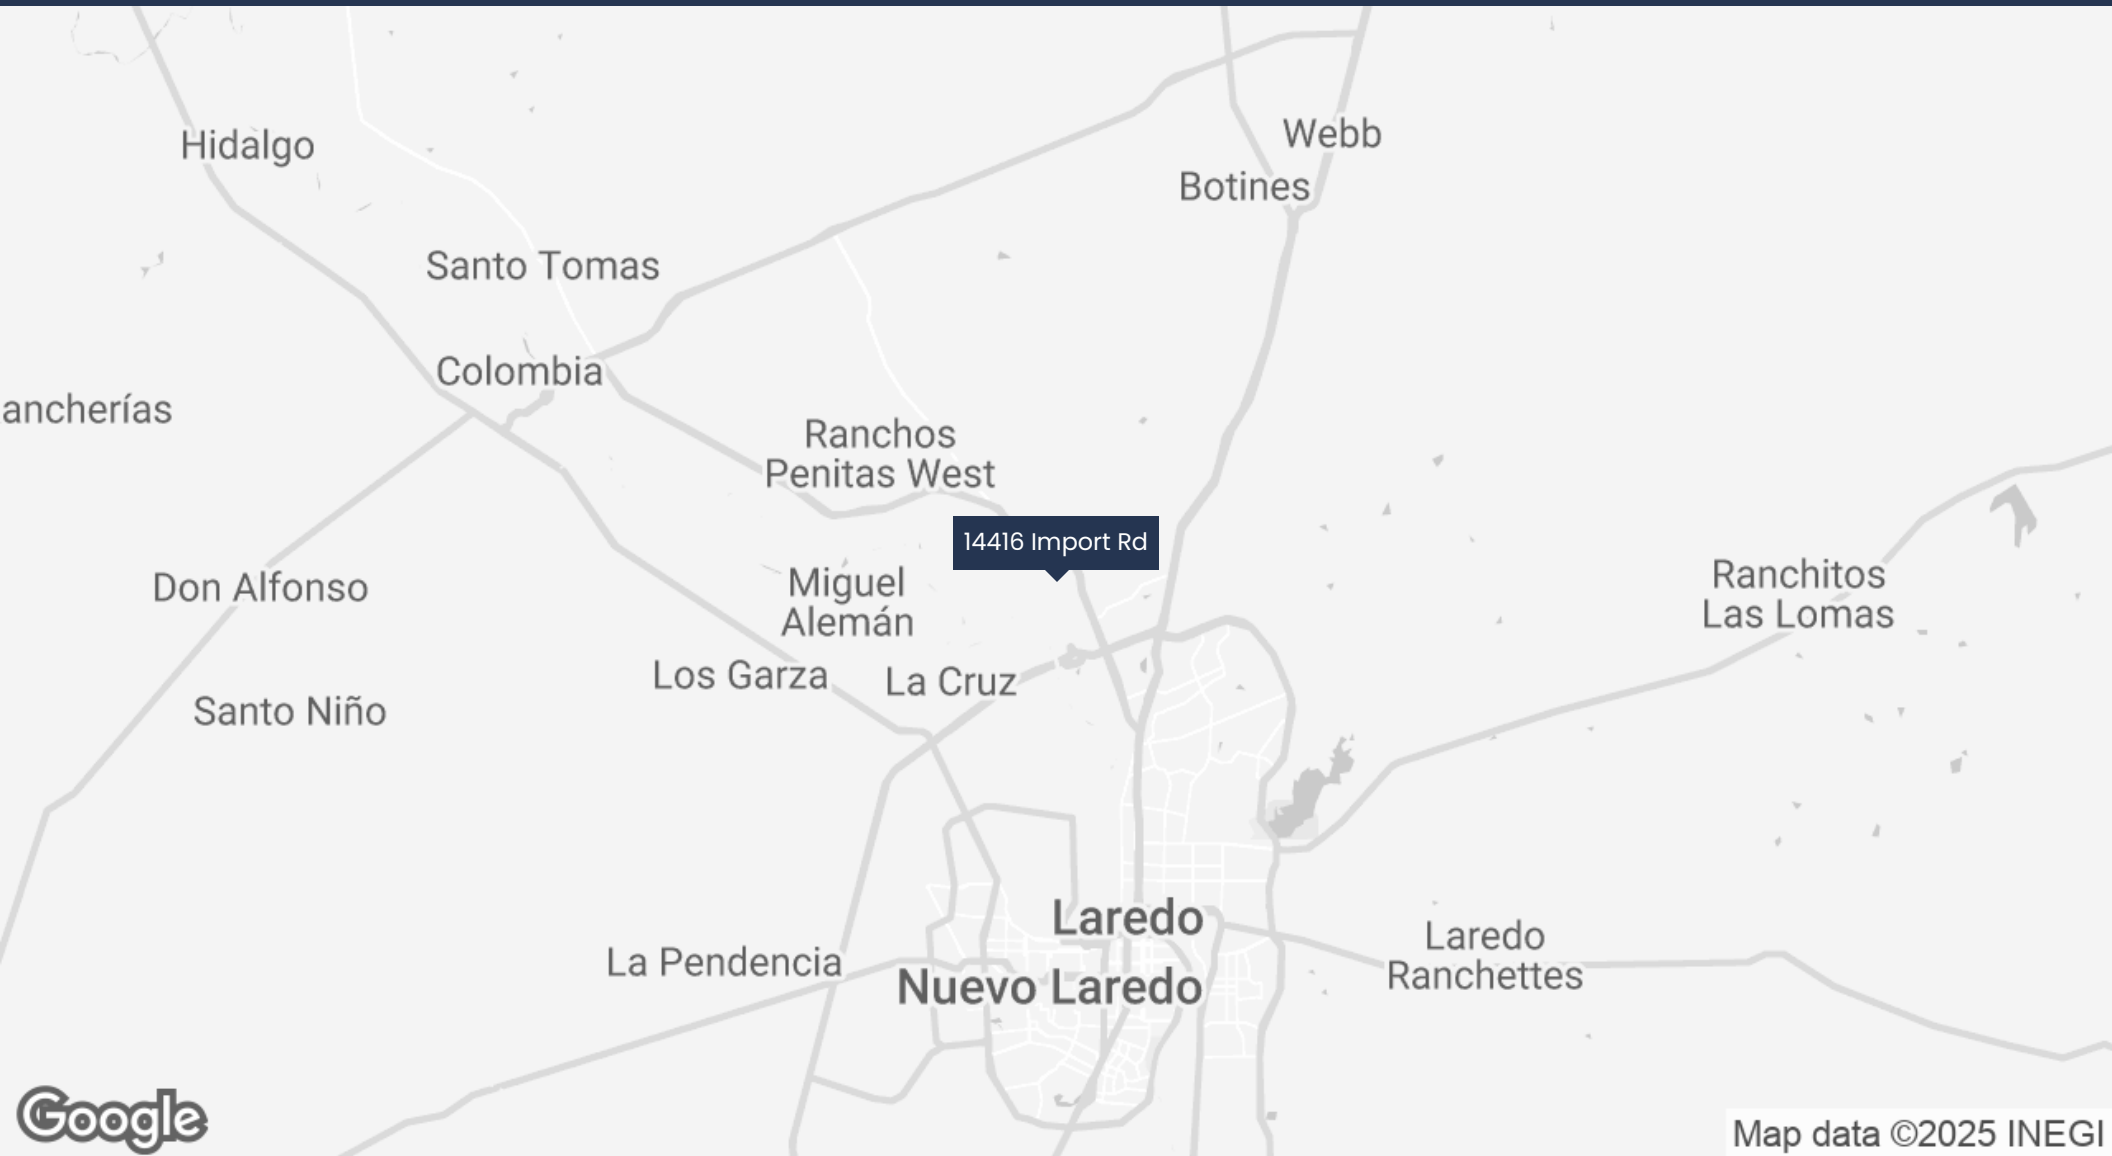 Webb
Hidalgo
Botines
Santo Tomas
Colombia
ancherías
Ranchos
Penitas West
14416 Import Rd
Miguel
Alemán
Don Alfonso
Ranchitos
Las Lomas
Los Garza
La Cruz
Santo Niño
Laredo
Laredo
Ranchettes
La Pendencia
Nuevo Laredo
Google
Map data ©2025 INEGI